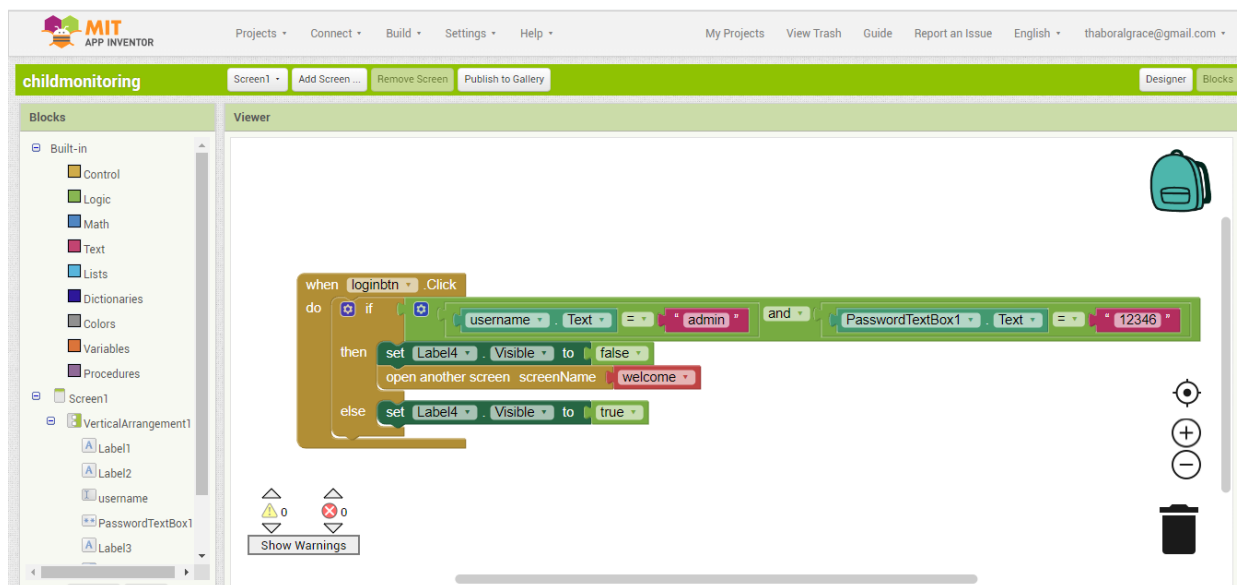 MIT
APP INVENTOR
Projects Connect Build Settings Help My Projects View Trash Guide Report an Issue English thaboralgrace@gmail.com
childmonitoring Screen1 Add Screen ... Remove Screen Publish to Gallery Designer Blocks
Blocks Viewer
Built-in
Control
Logic
Math
Text
Lists
Dictionaries
Colors
Variables
Procedures
Screen1
VerticalArrangement1
Label1
Label2
username
PasswordTextBox1
Label3
when loginbtn .Click
do if username . Text = “ admin ” and PasswordTextBox1 . Text = “ 12346 ”
then set Label4 . Visible to false
open another screen screenName welcome
else set Label4 . Visible to true
0 0
Show Warnings